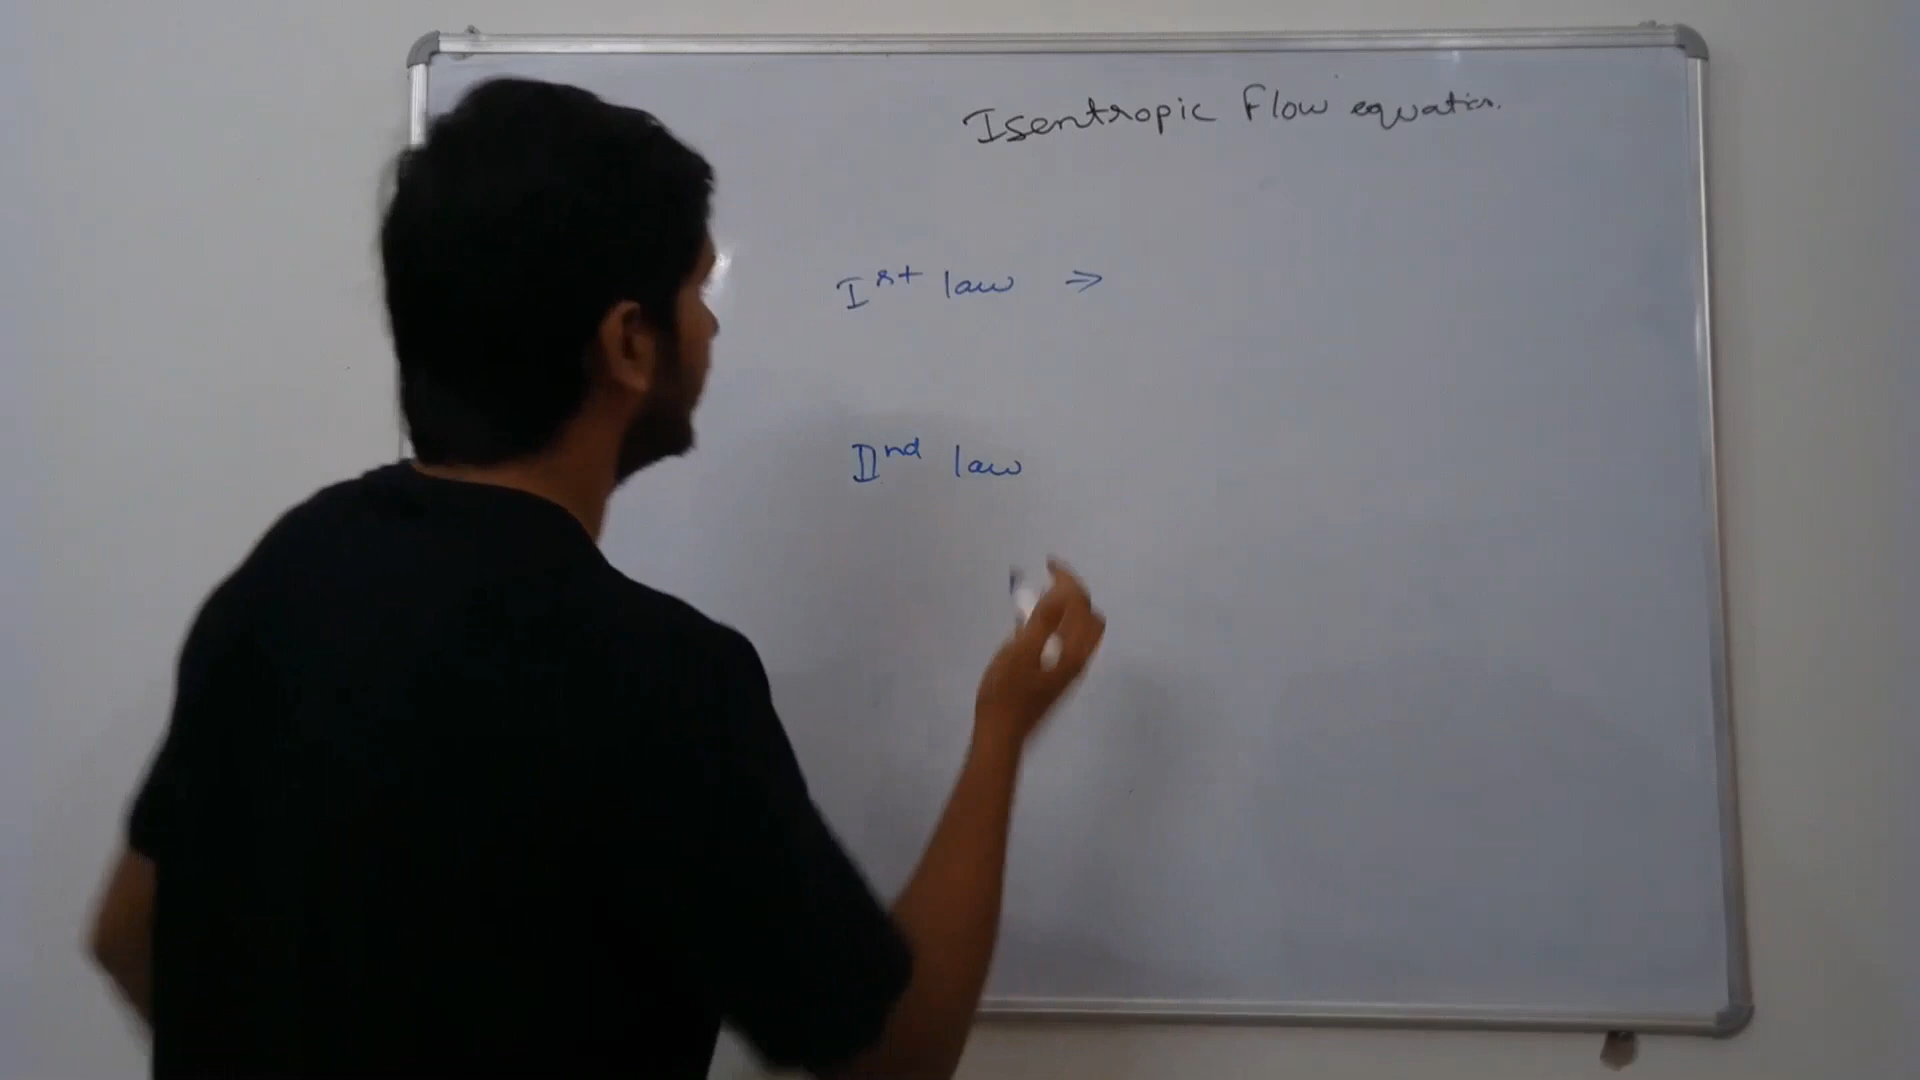 Isentropic Flow equation.
Ist law ⇒
IInd law